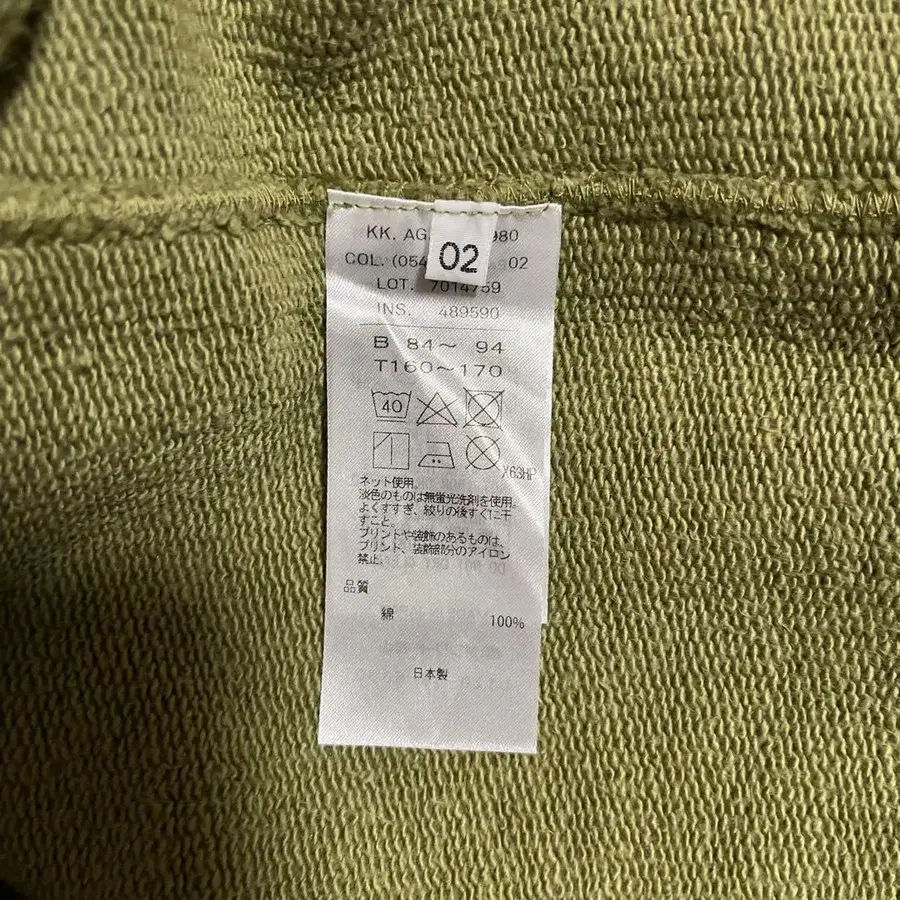 KK. AG 980
02
COL. (054 02
LOT. 7014759
INS. 489590
B 84～ 94
T160～170
40
X63HP
ネット使用。
淡色のものは無蛍光洗剤を使用。
よくすすぎ、絞りの後すぐに干
すこと。
プリントや装飾のあるものは、
プリント、装飾部分のアイロン
禁止。
品質
綿 100%
日本製